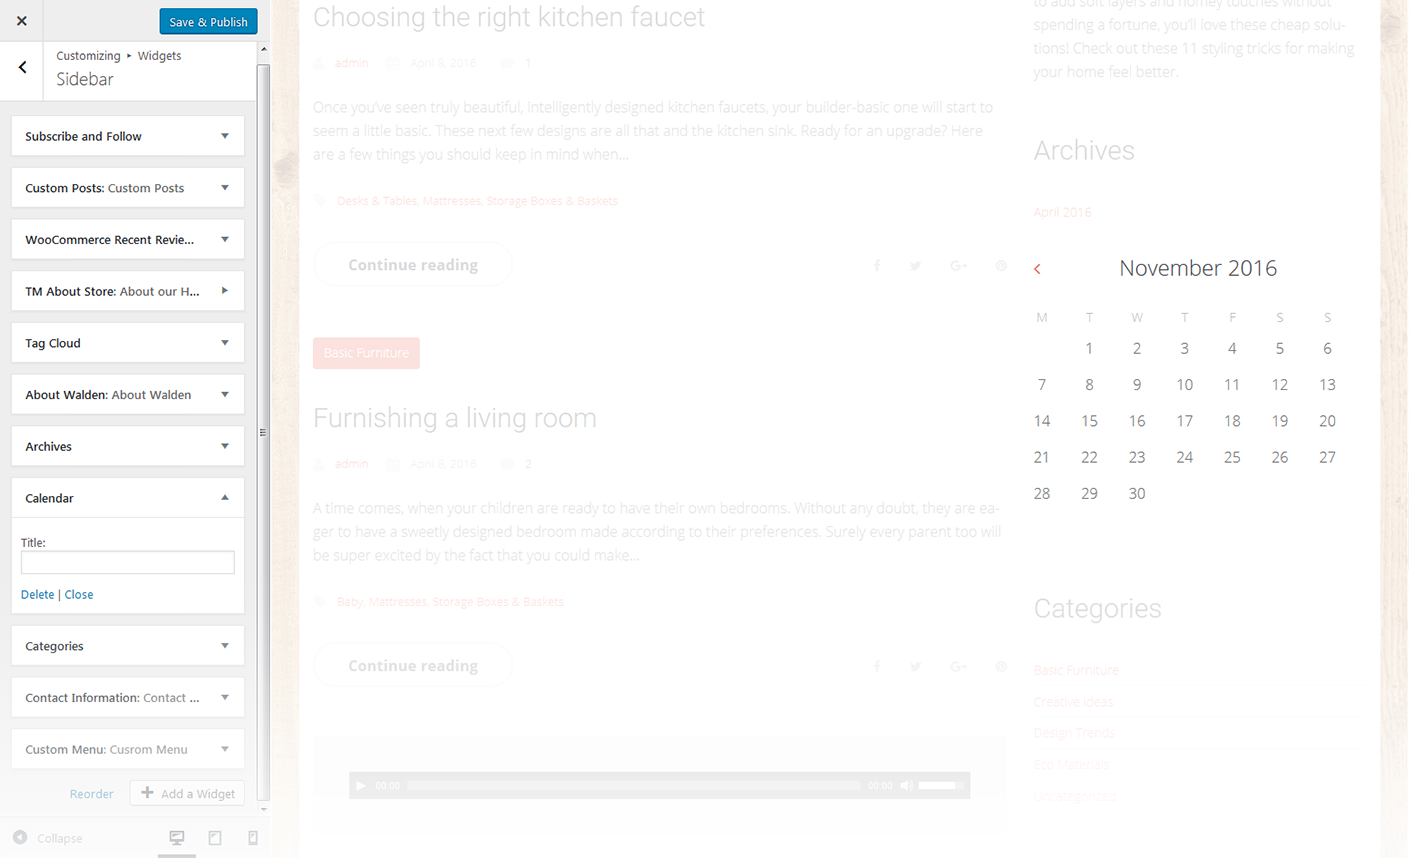 Save & Publish
Customizing ▸ Widgets
Sidebar
Subscribe and Follow
Custom Posts: Custom Posts
WooCommerce Recent Revie...
TM About Store: About our H...
Tag Cloud
About Walden: About Walden
Archives
Calendar
Title:
Delete | Close
Categories
Contact Information: Contact ...
Custom Menu: Cusrom Menu
Reorder
Add a Widget
Collapse
Choosing the right kitchen faucet
admin April 6, 2016 1
Once you've seen truly beautiful, intelligently designed kitchen faucets, your builder-basic one will start to
seem a little basic. These next few designs are all that and the kitchen sink. Ready for an upgrade? Here
are a few things you should keep in mind when...
Desks & Tables, Mattresses, Storage Boxes & Baskets
Continue reading
Basic Furniture
Furnishing a living room
admin April 6, 2016 2
A time comes, when your children are ready to have their own bedrooms. Without any doubt, they are ea-
ger to have a sweetly designed bedroom made according to their preferences. Surely every parent too will
be super excited by the fact that you could make...
Baby, Mattresses, Storage Boxes & Baskets
Continue reading
00:00 00:00
to add soft layers and homey touches without
spending a fortune, you'll love these cheap solu-
tions! Check out these 11 styling tricks for making
your home feel better.
Archives
April 2016
November 2016
M T W T F S S
1 2 3 4 5 6
7 8 9 10 11 12 13
14 15 16 17 18 19 20
21 22 23 24 25 26 27
28 29 30
Categories
Basic Furniture
Creative ideas
Design Trends
Eco Materials
Uncategorized